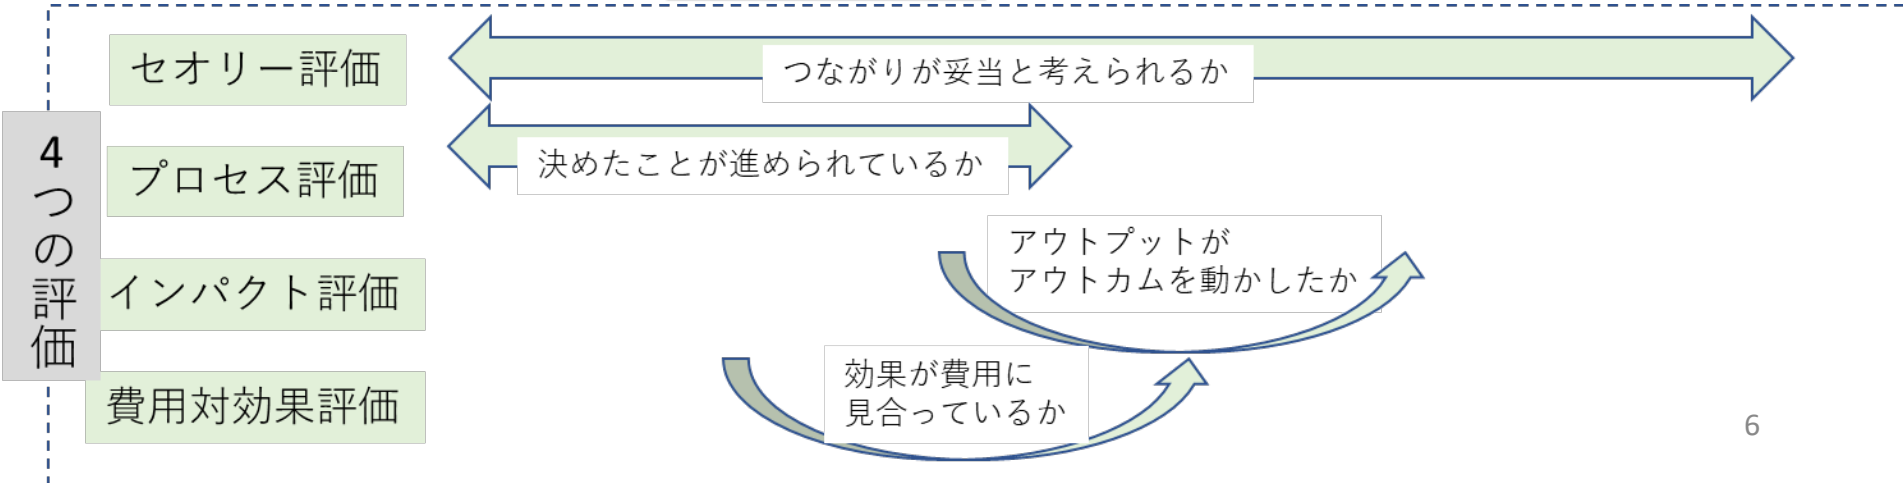 4つの評価
セオリー評価
つながりが妥当と考えられるか
プロセス評価
決めたことが進められているか
インパクト評価
アウトプットが
アウトカムを動かしたか
費用対効果評価
効果が費用に
見合っているか
6